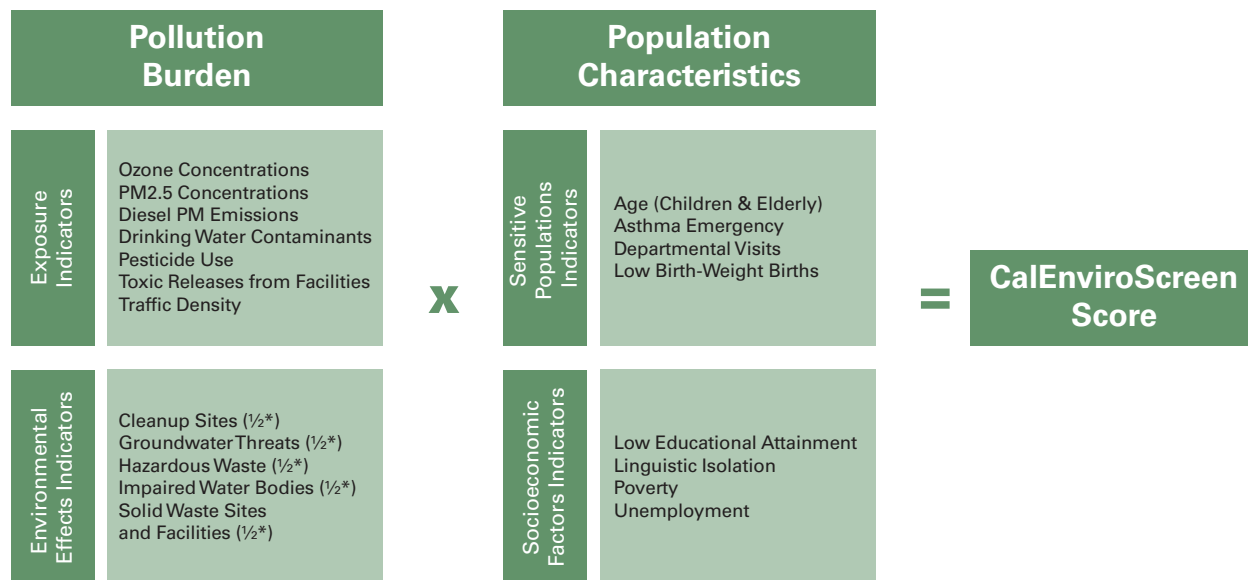 Pollution
Burden
Population
Characteristics
Exposure
Indicators
Ozone Concentrations
PM2.5 Concentrations
Diesel PM Emissions
Drinking Water Contaminants
Pesticide Use
Toxic Releases from Facilities
Traffic Density
x
Sensitive
Populations
Indicators
Age (Children & Elderly)
Asthma Emergency
Departmental Visits
Low Birth-Weight Births
=
CalEnviroScreen
Score
Environmental
Effects Indicators
Cleanup Sites (½*)
Groundwater Threats (½*)
Hazardous Waste (½*)
Impaired Water Bodies (½*)
Solid Waste Sites
and Facilities (½*)
Socioeconomic
Factors Indicators
Low Educational Attainment
Linguistic Isolation
Poverty
Unemployment